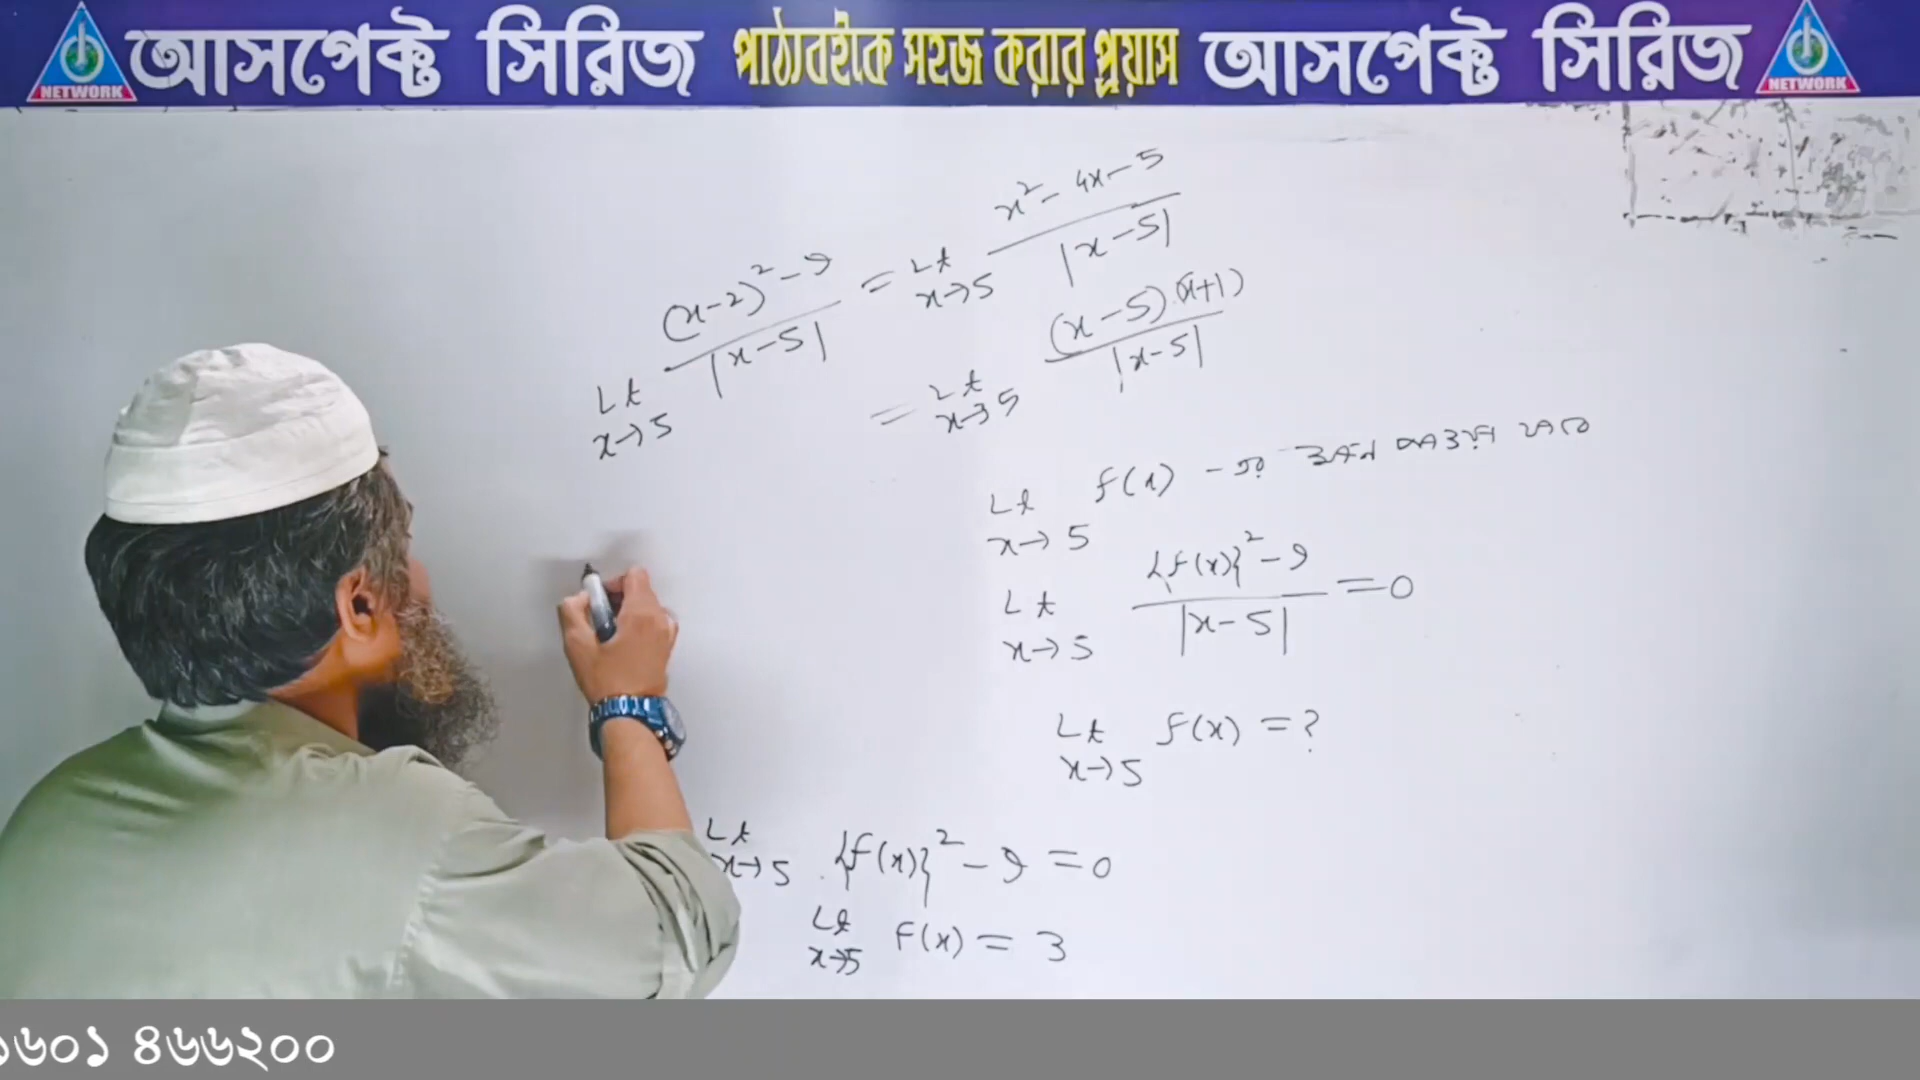 আসপেক্ট সিরিজ পাঠ্যবইকে সহজ করার প্রয়াস আসপেক্ট সিরিজ
NETWORK NETWORK
Lt x→5 (x-2)² - 9 / |x-5| = Lt x→5 x² - 4x - 5 / |x-5|
= Lt x→5 (x-5).(x+1) / |x-5|
Lt x→5 f(x) -এর
Lt x→5 {f(x)}² - 9 / |x-5| = 0
Lt x→5 f(x) = ?
Lt x→5 {f(x)}² - 9 = 0
Lt x→5 f(x) = 3
৬০১ ৪৬৬২০০